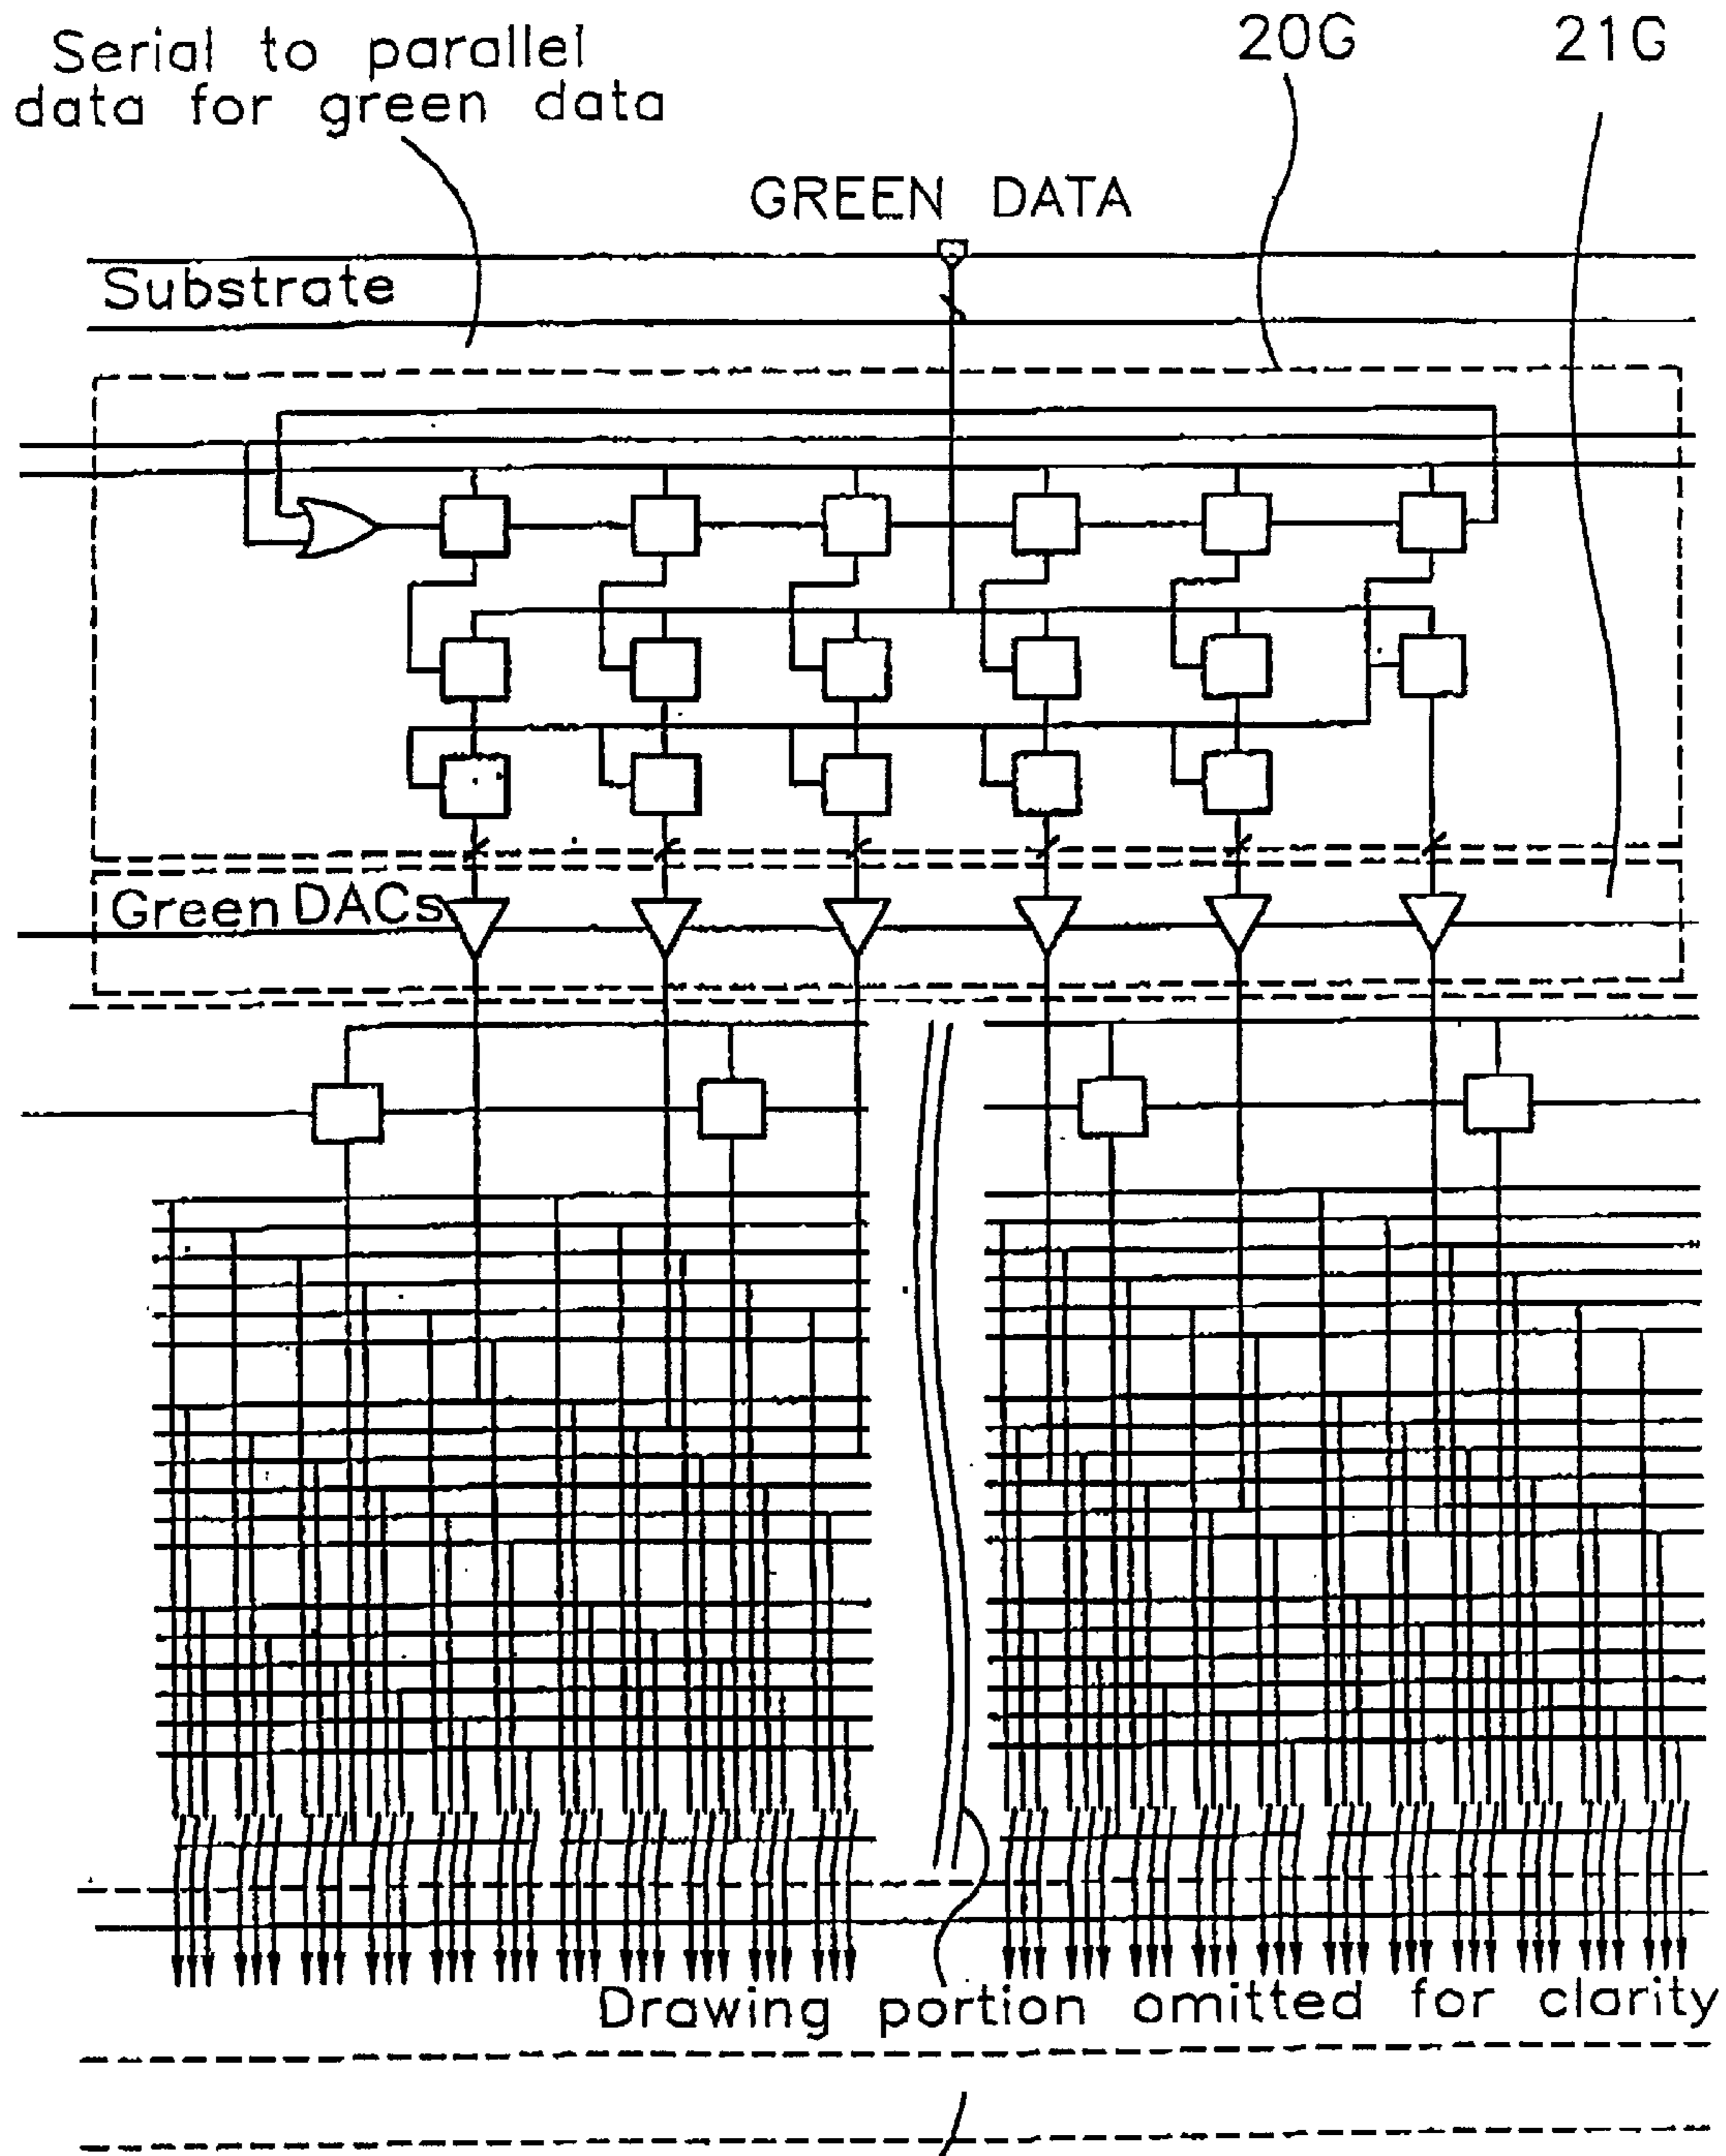 Serial to parallel
data for green data
20G
21G
GREEN DATA
Substrate
Green DACs
Drawing portion omitted for clarity